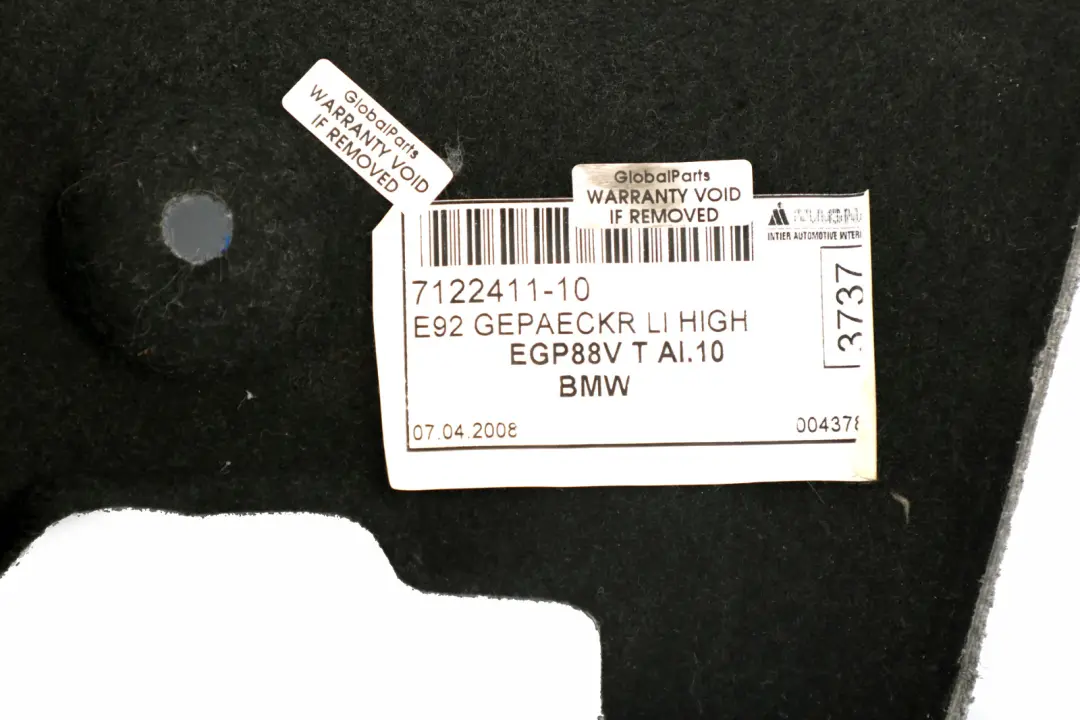 GlobalParts
WARRANTY VOID
IF REMOVED
GlobalParts
WARRANTY VOID
IF REMOVED
INTIER AUTOMOTIVE INTERI
7122411-10
E92 GEPAECKR LI HIGH
EGP88V T AI.10
BMW
3737
07.04.2008
004378